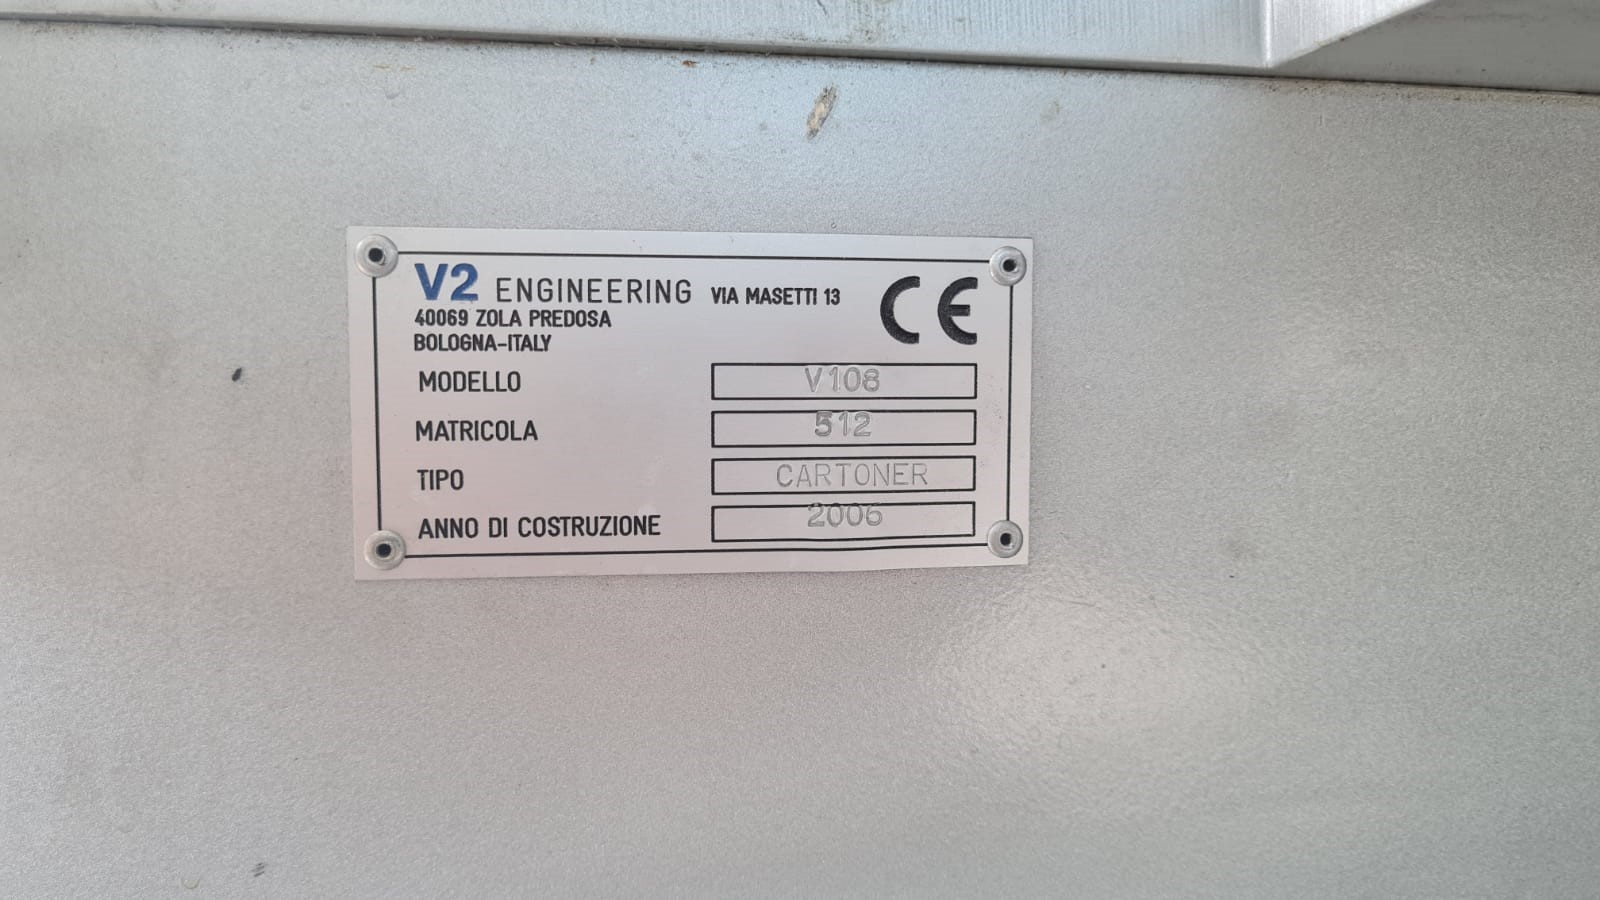 V2 ENGINEERING VIA MASETTI 13 CE
40069 ZOLA PREDOSA
BOLOGNA-ITALY
MODELLO V108
MATRICOLA 512
TIPO CARTONER
ANNO DI COSTRUZIONE 2006